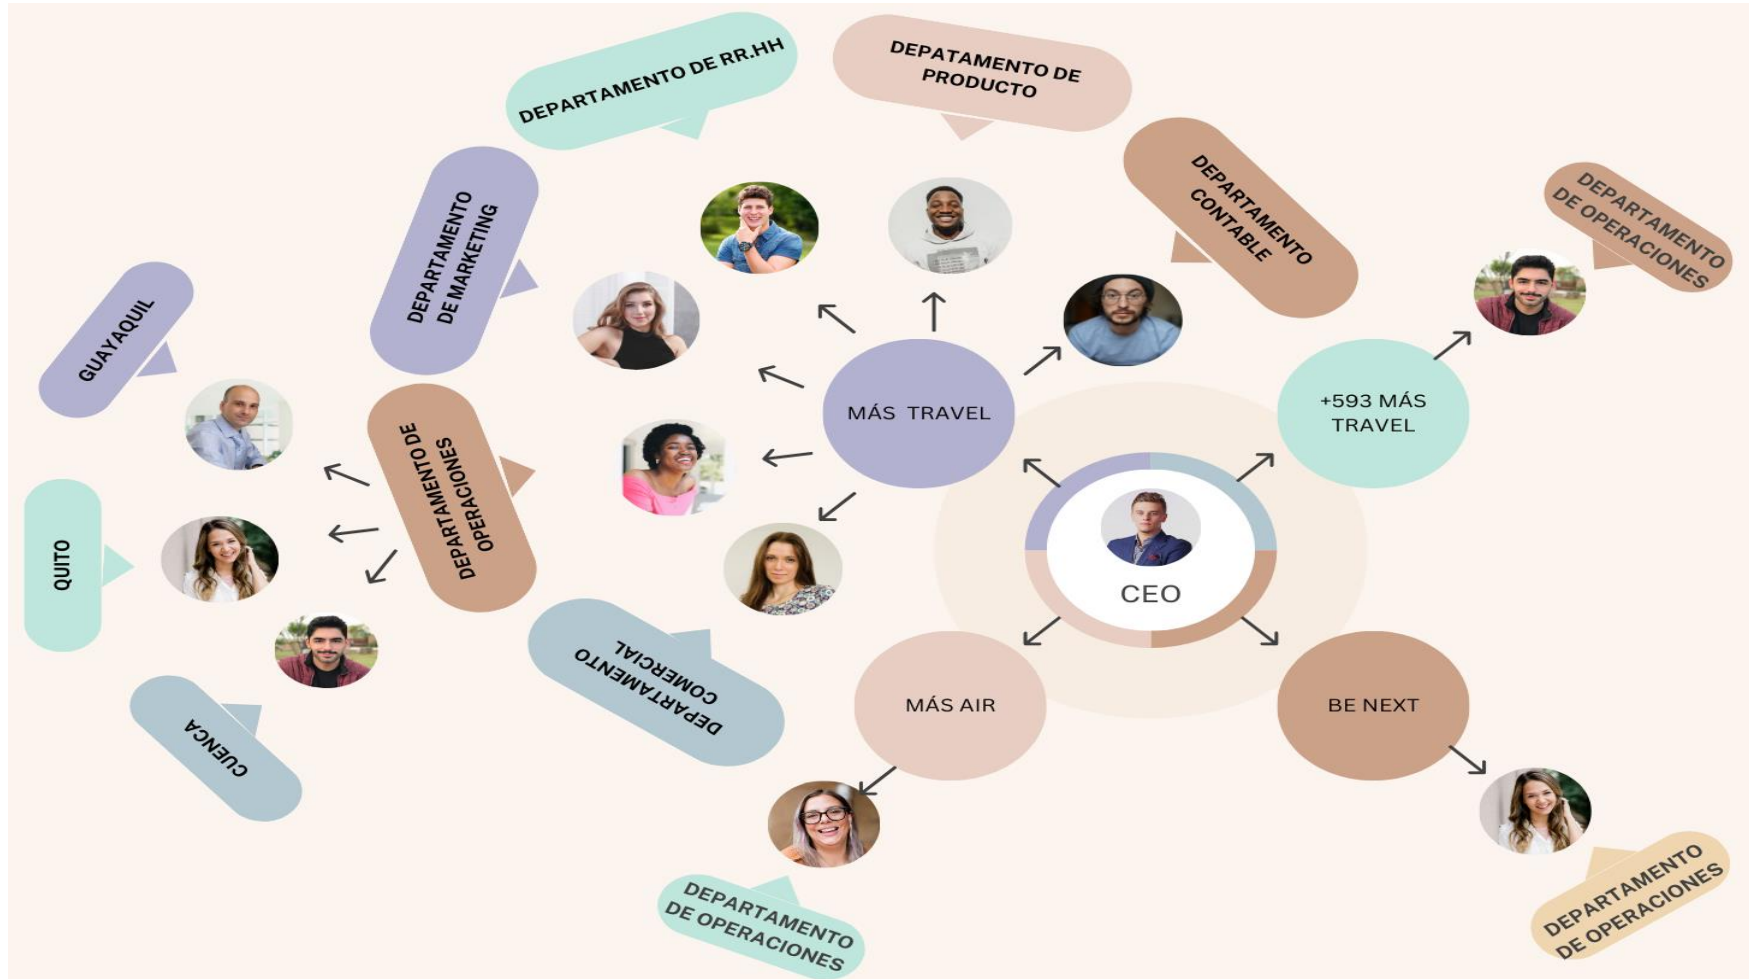 DEPARTAMENTO DE RR.HH
DEPATAMENTO DE
PRODUCTO
DEPARTAMENTO
CONTABLE
DEPARTAMENTO
DE OPERACIONES
DEPARTAMENTO
DE MARKETING
GUAYAQUIL
MÁS TRAVEL
+593 MÁS
TRAVEL
DEPARTAMENTO DE
OPERACIONES
QUITO
CEO
DEPARTAMENTO
COMERCIAL
CUENCA
MÁS AIR
BE NEXT
DEPARTAMENTO
DE OPERACIONES
DEPARTAMENTO
DE OPERACIONES